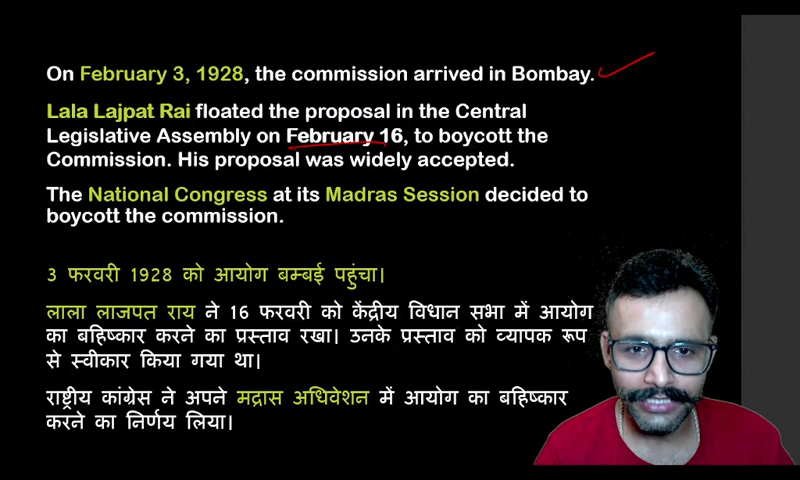 On February 3, 1928, the commission arrived in Bombay.
Lala Lajpat Rai floated the proposal in the Central
Legislative Assembly on February 16, to boycott the
Commission. His proposal was widely accepted.
The National Congress at its Madras Session decided to
boycott the commission.
3 फरवरी 1928 को आयोग बम्बई पहुंचा।
लाला लाजपत राय ने 16 फरवरी को केंद्रीय विधान सभा में आयोग
का बहिष्कार करने का प्रस्ताव रखा। उनके प्रस्ताव को व्यापक रूप
से स्वीकार किया गया था।
राष्ट्रीय कांग्रेस ने अपने मद्रास अधिवेशन में आयोग का बहिष्कार
करने का निर्णय लिया।